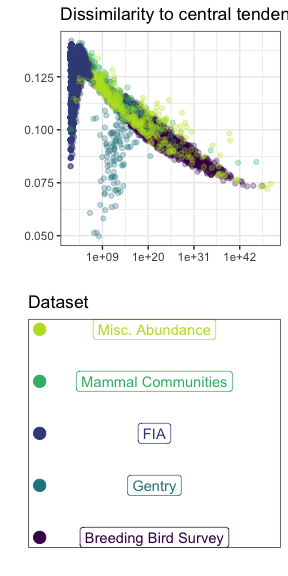 Dissimilarity to central tenden
0.125
0.100
0.075
0.050
1e+09 1e+20 1e+31 1e+42
Dataset
Misc. Abundance
Mammal Communities
FIA
Gentry
Breeding Bird Survey